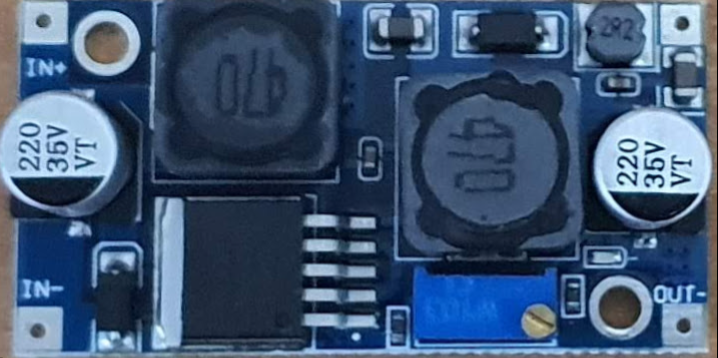 IN+
470
2R2
220
35V
VT
470
220
35V
VT
IN-
OUT-